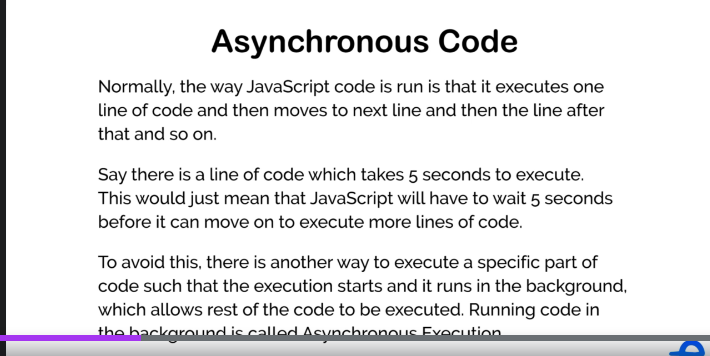 Asynchronous Code
Normally, the way JavaScript code is run is that it executes one
line of code and then moves to next line and then the line after
that and so on.
Say there is a line of code which takes 5 seconds to execute.
This would just mean that JavaScript will have to wait 5 seconds
before it can move on to execute more lines of code.
To avoid this, there is another way to execute a specific part of
code such that the execution starts and it runs in the background,
which allows rest of the code to be executed. Running code in
the background is called Asynchronous Execution